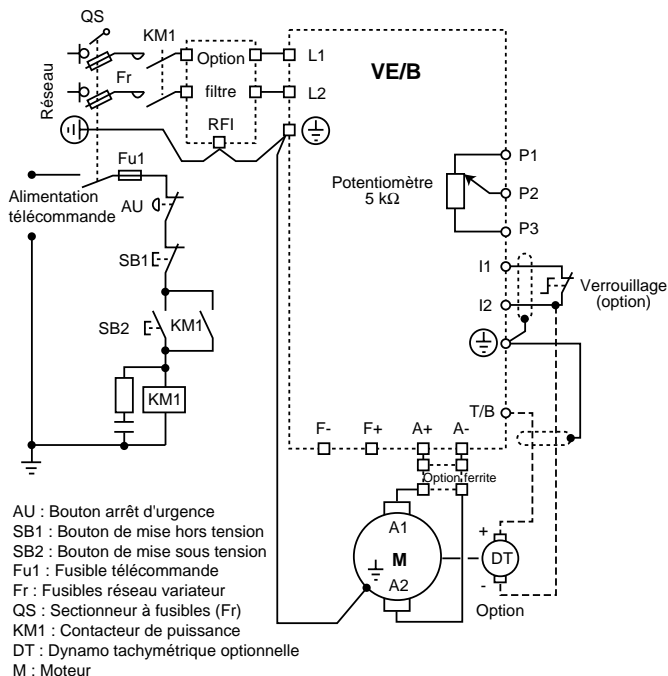 QS
KM1
Réseau
Fr
Option
filtre
RFI
L1
L2
VE/B
Fu1
Alimentation
télécommande
AU
SB1
SB2
KM1
KM1
Potentiomètre
5 kΩ
P1
P2
P3
I1
I2
Verrouillage
(option)
T/B
F-
F+
A+
A-
Option ferrite
A1
M
A2
+
DT
-
Option
AU : Bouton arrêt d'urgence
SB1 : Bouton de mise hors tension
SB2 : Bouton de mise sous tension
Fu1 : Fusible télécommande
Fr : Fusibles réseau variateur
QS : Sectionneur à fusibles (Fr)
KM1 : Contacteur de puissance
DT : Dynamo tachymétrique optionnelle
M : Moteur